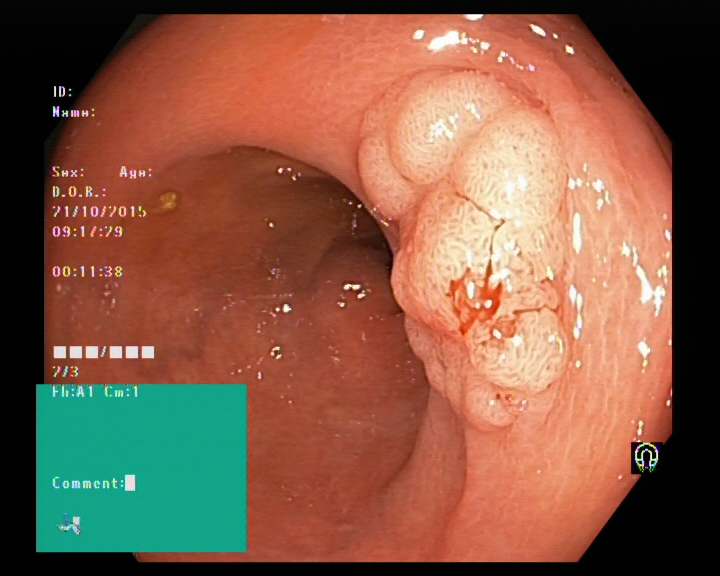 ID:
Name:
Sex: Age:
D.O.B.:
21/10/2015
09:17:29
00:11:38
■■■/■■■
2/3
Eh:A1 Cm:1
Comment: